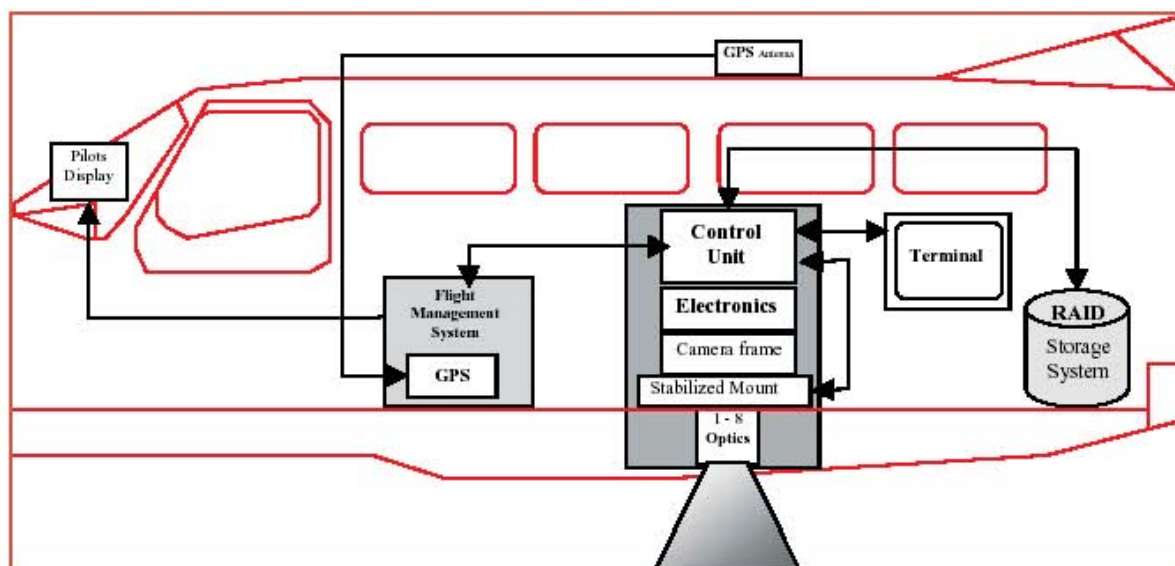 GPS Antenna
Pilots
Display
Control
Unit
Terminal
Flight
Management
System
GPS
Electronics
Camera frame
Stabilized Mount
1 - 8
Optics
RAID
Storage
System